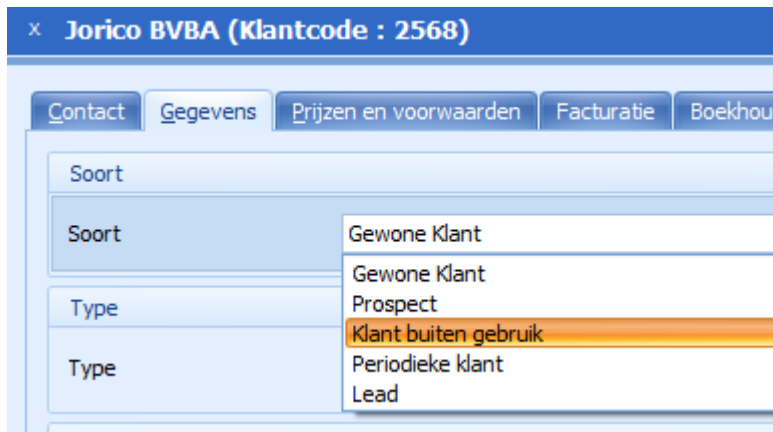 x Jorico BVBA (Klantcode : 2568)
Contact Gegevens Prijzen en voorwaarden Facturatie Boekhou
Soort
Soort Gewone Klant
Gewone Klant
Prospect
Type
Klant buiten gebruik
Type Periodieke klant
Lead